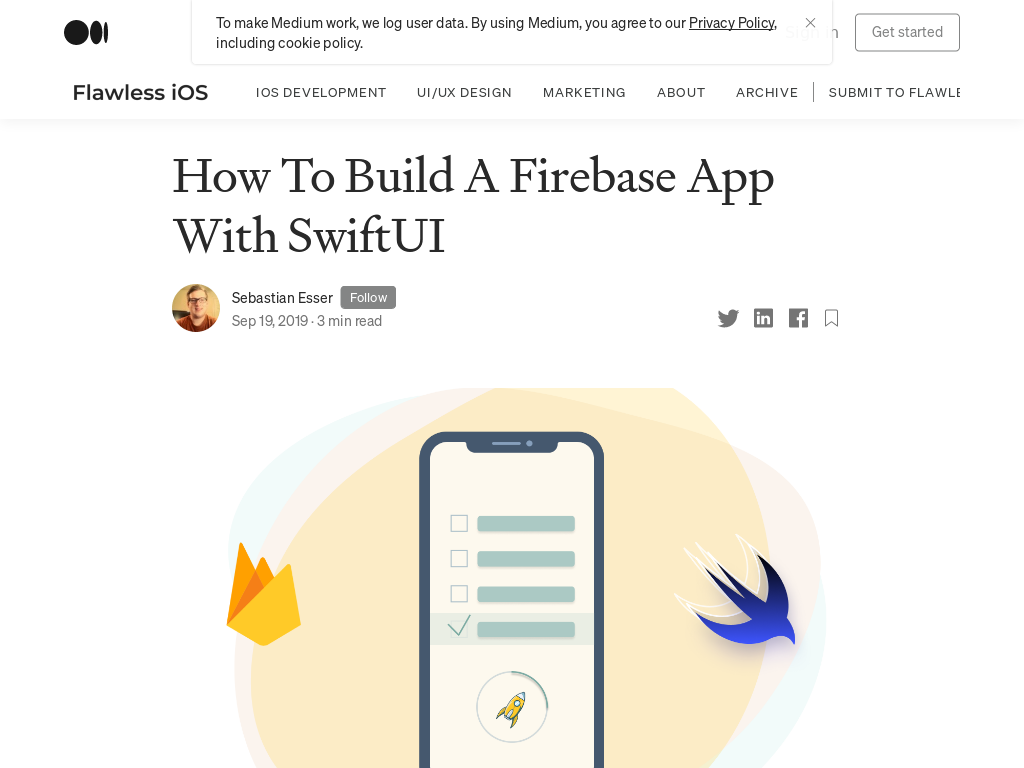 To make Medium work, we log user data. By using Medium, you agree to our Privacy Policy,
including cookie policy.
Sign in
Get started
Flawless iOS
IOS DEVELOPMENT
UI/UX DESIGN
MARKETING
ABOUT
ARCHIVE
SUBMIT TO FLAWLE
How To Build A Firebase App
With SwiftUI
Sebastian Esser
Follow
Sep 19, 2019 · 3 min read